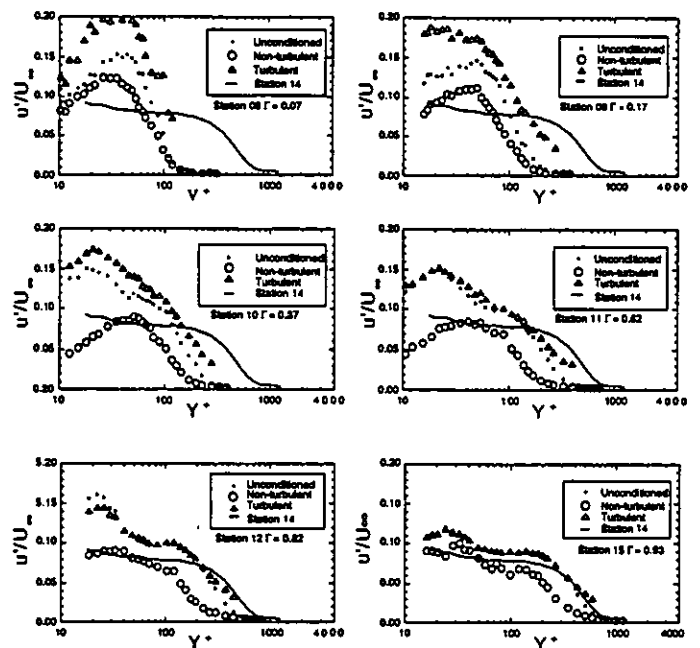 0.20
0.15
0.10
0.05
0.00
u'/U∞
Unconditioned
Non-turbulent
Turbulent
Station 14
Station 08 Γ = 0.07
10 100 1000 4000
Y+
0.20
0.15
0.10
0.05
0.00
u'/U∞
Unconditioned
Non-turbulent
Turbulent
Station 14
Station 09 Γ = 0.17
10 100 1000 4000
Y+
0.20
0.15
0.10
0.05
0.20
u'/U∞
Unconditioned
Non-turbulent
Turbulent
Station 14
Station 10 Γ = 0.37
10 100 1000 4000
Y+
0.20
0.15
0.10
0.05
0.00
u'/U∞
Unconditioned
Non-turbulent
Turbulent
Station 14
Station 11 Γ = 0.62
10 100 1000 4000
Y+
5.20
0.15
0.10
0.05
0.00
u'/U∞
Unconditioned
Non-turbulent
Turbulent
Station 14
Station 12 Γ = 0.82
10 100 1000 4000
Y+
0.20
0.10
0.10
0.00
0.00
u'/U∞
Unconditioned
Non-turbulent
Turbulent
Station 14
Station 15 Γ = 0.93
10 100 1000 4000
Y+